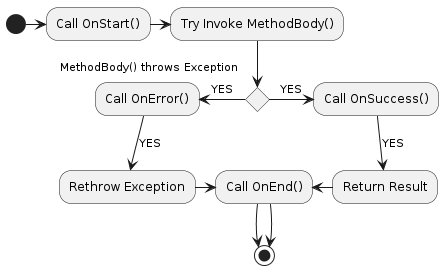 Call OnStart()
Try Invoke MethodBody()
MethodBody() throws Exception
Call OnError()
YES
YES
Call OnSuccess()
YES
YES
Rethrow Exception
Call OnEnd()
Return Result